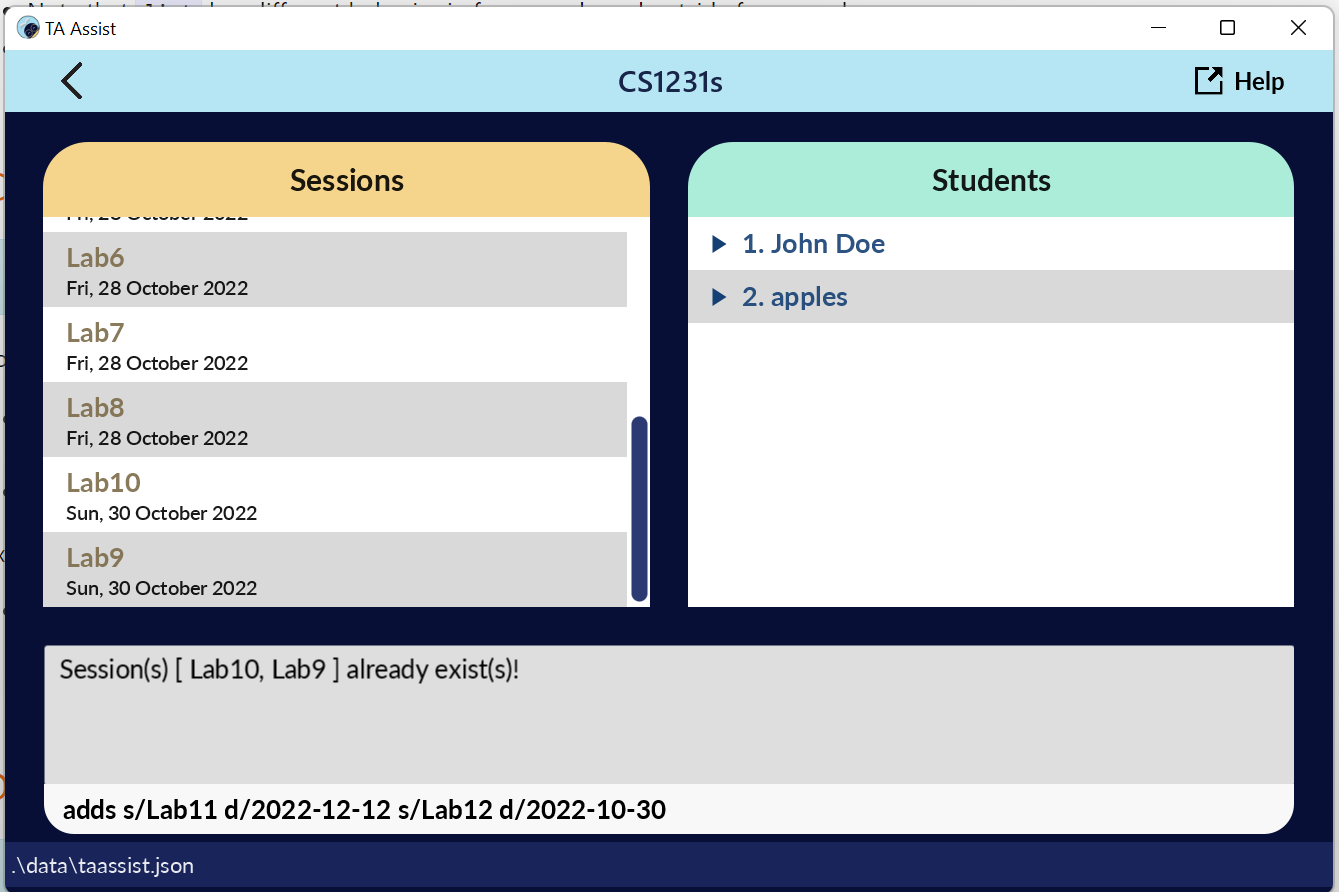 TA Assist
CS1231s
Help
Sessions
Lab6
Fri, 28 October 2022
Lab7
Fri, 28 October 2022
Lab8
Fri, 28 October 2022
Lab10
Sun, 30 October 2022
Lab9
Sun, 30 October 2022
Students
1. John Doe
2. apples
Session(s) [ Lab10, Lab9 ] already exist(s)!
adds s/Lab11 d/2022-12-12 s/Lab12 d/2022-10-30
.\data\taassist.json